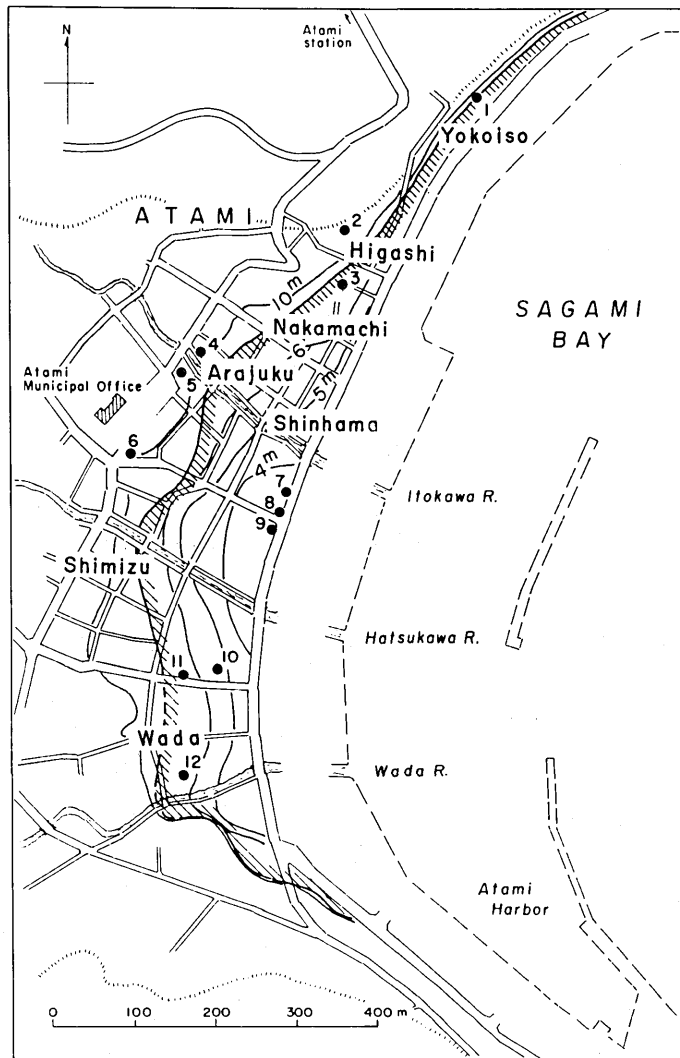 Atami
station
N
1
Yokoiso
ATAMI
2
Higashi
3
10m
Nakamachi
SAGAMI
BAY
4
6
Arajuku
5
5m
Atami
Municipal Office
Shinhama
6
4m
7
Itokawa R.
8
9
Shimizu
Hatsukawa R.
11
10
Wada
12
Wada R.
Atami
Harbor
0 100 200 300 400 m